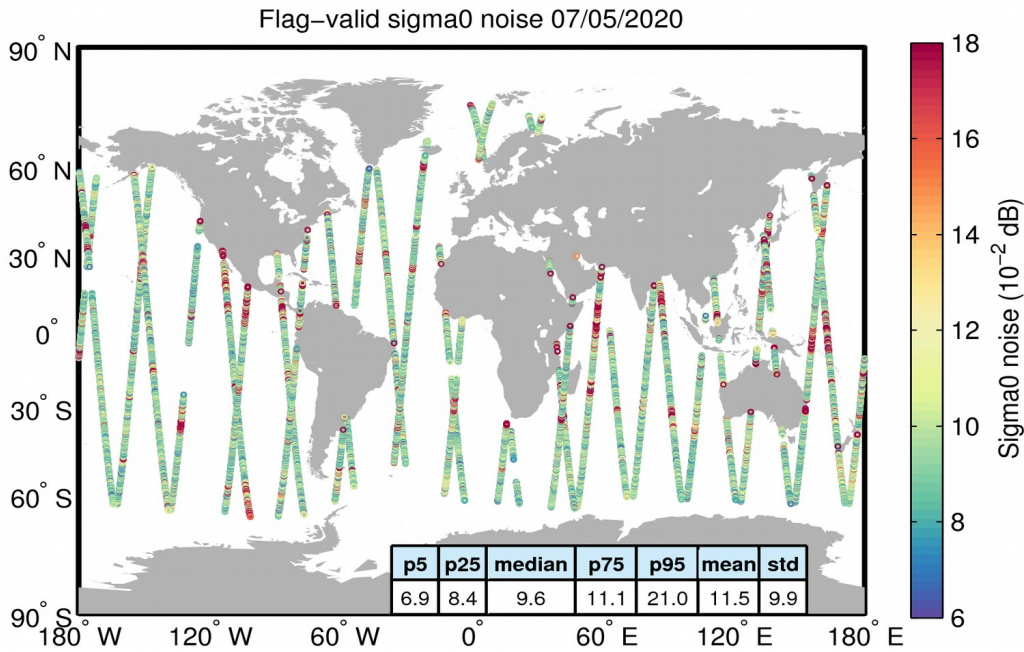 Flag−valid sigma0 noise 07/05/2020
90° N
60° N
30° N
0°
30° S
60° S
90° S
180° W 120° W 60° W 0° 60° E 120° E 180° E
p5 p25 median p75 p95 mean std
6.9 8.4 9.6 11.1 21.0 11.5 9.9
18
16
14
12
10
8
6
Sigma0 noise (10⁻² dB)